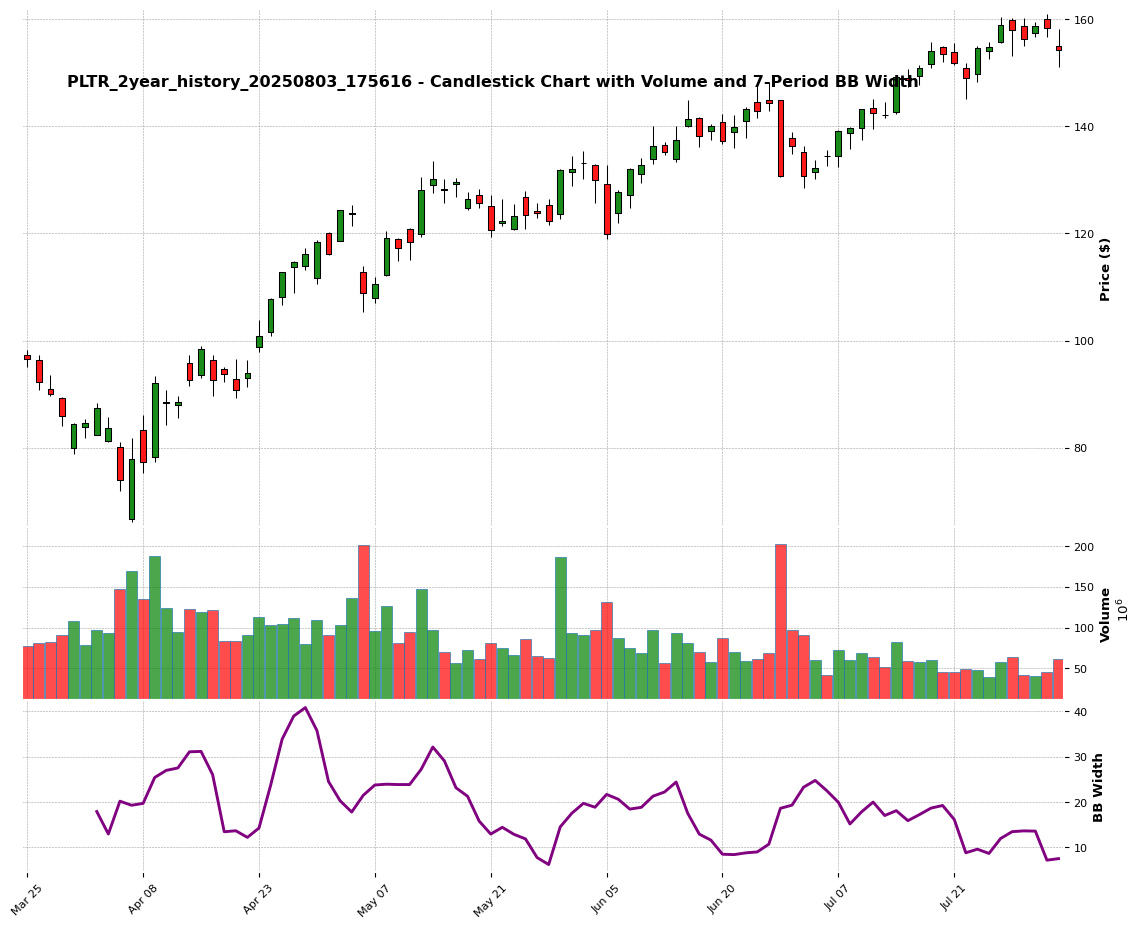 PLTR_2year_history_20250803_175616 - Candlestick Chart with Volume and 7-Period BB Width
160
140
120
100
80
Price ($)
200
150
100
50
Volume
10^6
40
30
20
10
BB Width
Mar 25
Apr 08
Apr 23
May 07
May 21
Jun 05
Jun 20
Jul 07
Jul 21